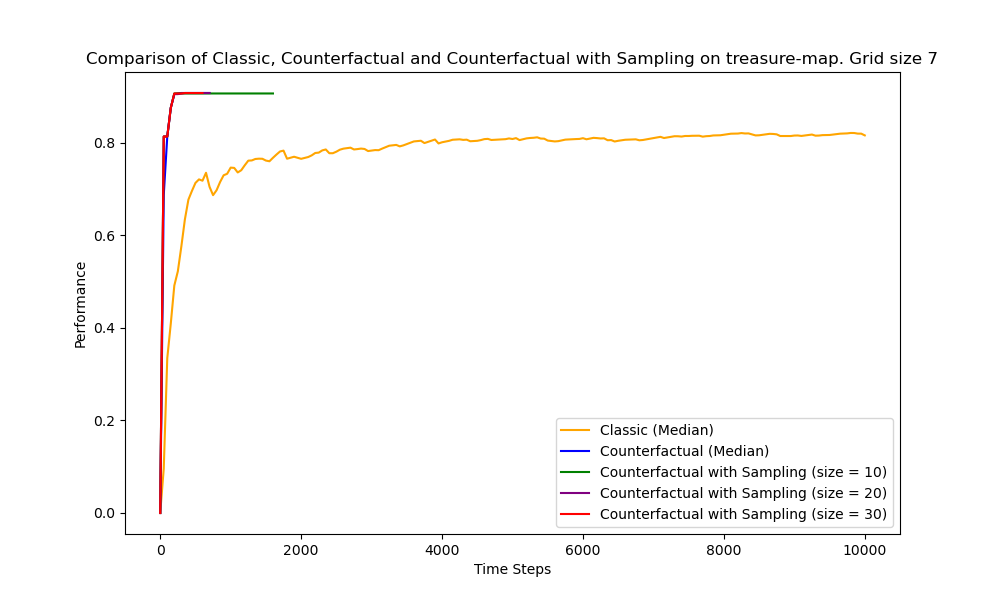 Comparison of Classic, Counterfactual and Counterfactual with Sampling on treasure-map. Grid size 7
Performance
0.8
0.6
0.4
0.2
0.0
Classic (Median)
Counterfactual (Median)
Counterfactual with Sampling (size = 10)
Counterfactual with Sampling (size = 20)
Counterfactual with Sampling (size = 30)
0 2000 4000 6000 8000 10000
Time Steps